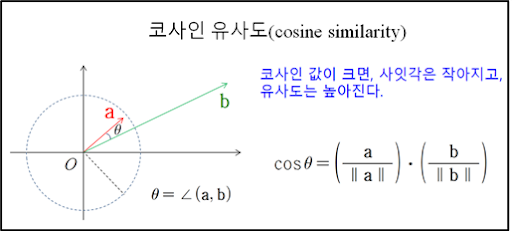 코사인 유사도(cosine similarity)
코사인 값이 크면, 사잇각은 작아지고,
유사도는 높아진다.
a
θ
b
O
θ = ∠(a, b)
cosθ = ( a / ‖a‖ ) · ( b / ‖b‖ )